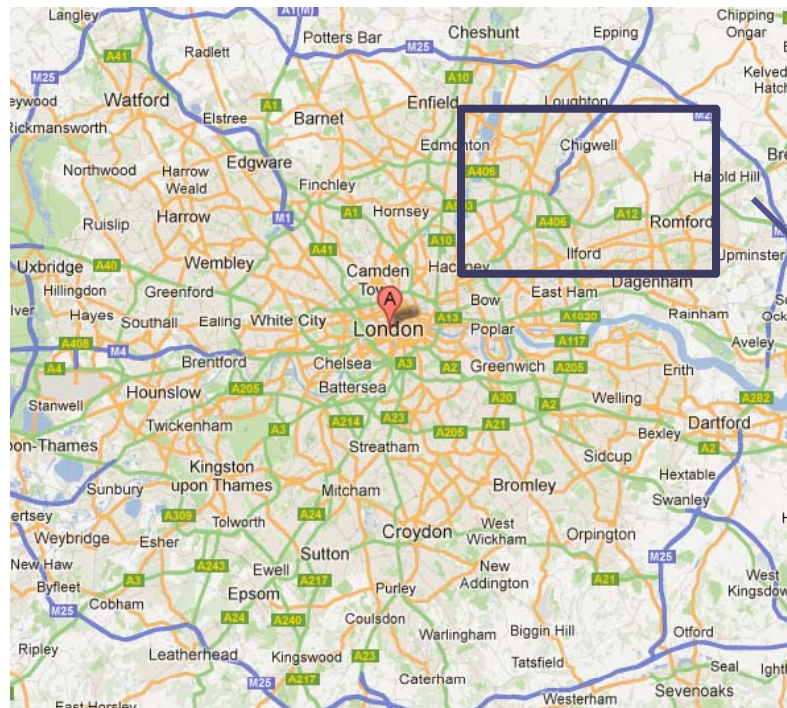 Langley
A1(M)
Cheshunt
Epping
Chipping
Ongar
Potters Bar
M25
A41
Radlett
A10
M25
Watford
A1
Enfield
Loughton
Elstree
Barnet
Rickmansworth
Edmonton
Chigwell
Edgware
A406
Northwood
Harrow
Weald
Harold Hill
Finchley
Harrow
M1
A1
Hornsey
A406
A12
Romford
Ruislip
A41
A10
Ilford
Upminster
Uxbridge
A40
Wembley
Camden
Hackney
Dagenham
Hillingdon
Greenford
A
Bow
East Ham
Hayes
Southall
Ealing
White City
London
A13
Poplar
A1020
Rainham
A408
M4
A117
Aveley
A4
Brentford
Chelsea
A3
A2
Greenwich
A205
Erith
Hounslow
A205
Battersea
Stanwell
A20
A2
Welling
A282
Twickenham
A3
A214
A23
A205
A21
Dartford
pon-Thames
Streatham
Bexley
A2
Kingston
upon Thames
Sidcup
Hextable
Sunbury
Mitcham
Bromley
Swanley
ertsey
A309
Tolworth
A24
Croydon
West
Wickham
Orpington
Weybridge
Esher
Sutton
M25
New Haw
A243
Ewell
A217
New
Addington
West
Kingsdow
Byfleet
A3
Epsom
Purley
A21
M25
Cobham
A24
A240
Coulsdon
Warlingham
Biggin Hill
Otford
Ripley
Leatherhead
Kingswood
A23
Tatsfield
Seal
Ighth
M25
A217
Caterham
Sevenoaks
East Horsley
Westerham